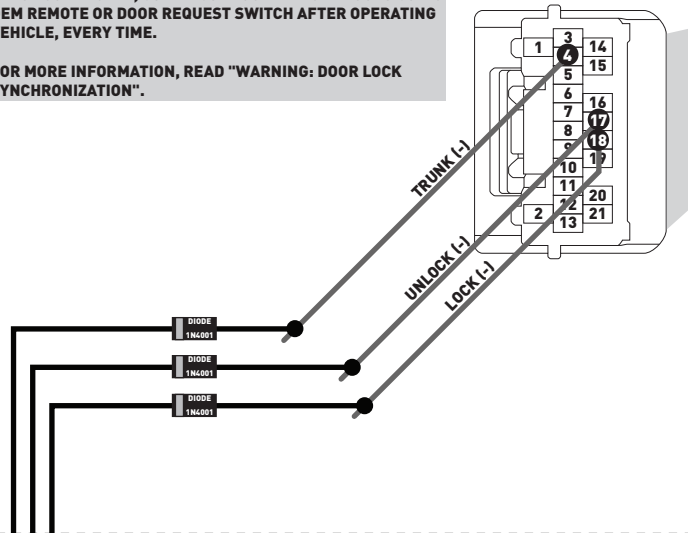 EM REMOTE OR DOOR REQUEST SWITCH AFTER OPERATING
EHICLE, EVERY TIME.
OR MORE INFORMATION, READ "WARNING: DOOR LOCK
YNCHRONIZATION".
3
1
4
14
5
15
6
16
7
17
8
18
9
19
10
11
20
2
12
21
13
TRUNK (-)
UNLOCK (-)
LOCK (-)
DIODE
1N4001
DIODE
1N4001
DIODE
1N4001